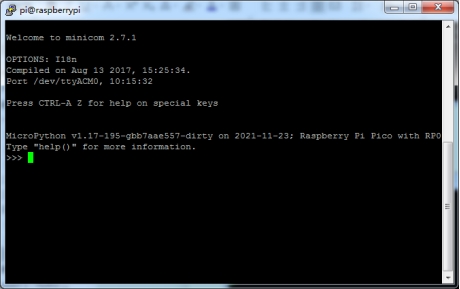 pi@raspberrypi
Welcome to minicom 2.7.1
OPTIONS: I18n
Compiled on Aug 13 2017, 15:25:34.
Port /dev/ttyACM0, 10:15:32
Press CTRL-A Z for help on special keys
MicroPython v1.17-195-gbb7aae557-dirty on 2021-11-23; Raspberry Pi Pico with RP0
Type "help()" for more information.
>>>